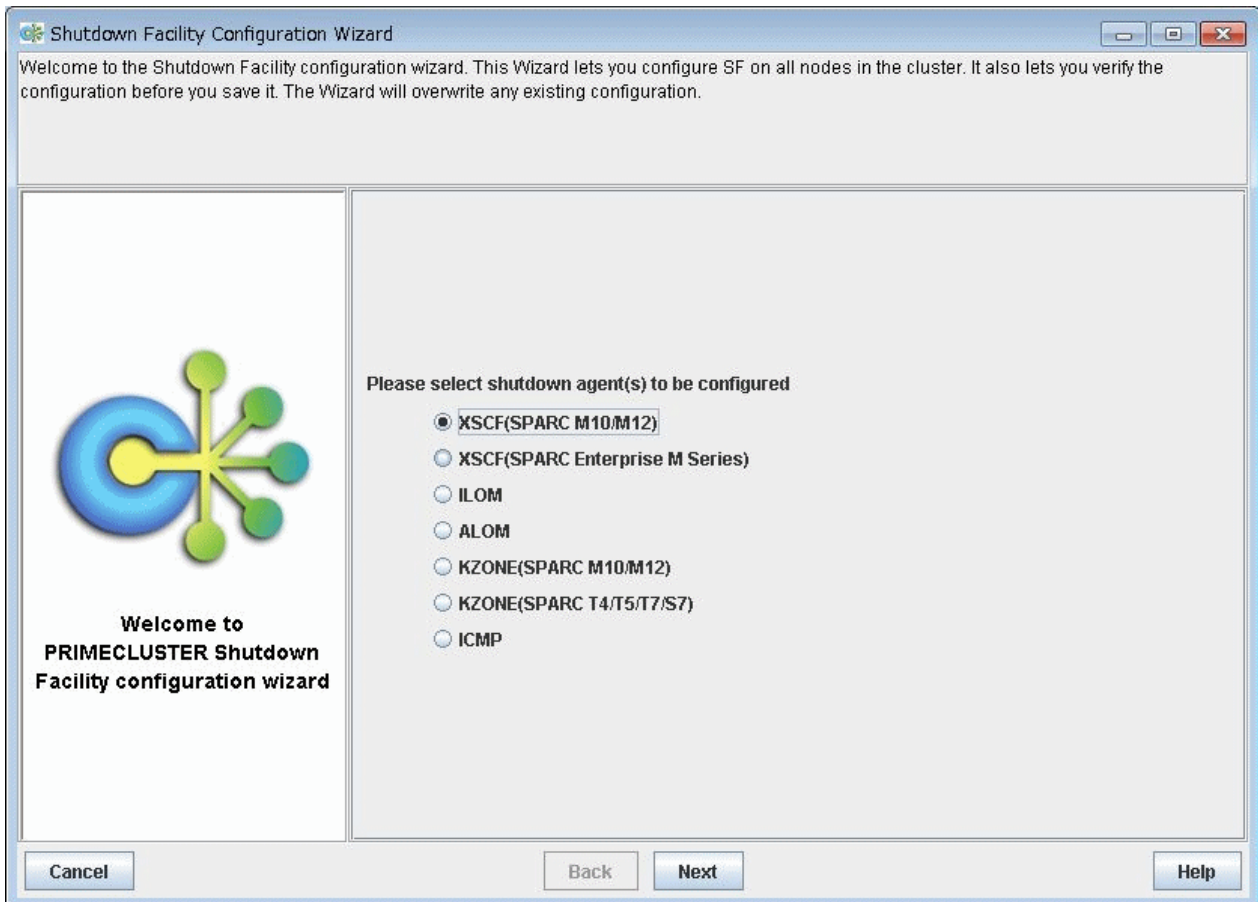 Shutdown Facility Configuration Wizard
Welcome to the Shutdown Facility configuration wizard. This Wizard lets you configure SF on all nodes in the cluster. It also lets you verify the
configuration before you save it. The Wizard will overwrite any existing configuration.
Please select shutdown agent(s) to be configured
XSCF(SPARC M10/M12)
XSCF(SPARC Enterprise M Series)
ILOM
ALOM
KZONE(SPARC M10/M12)
KZONE(SPARC T4/T5/T7/S7)
ICMP
Welcome to
PRIMECLUSTER Shutdown
Facility configuration wizard
Cancel
Back
Next
Help